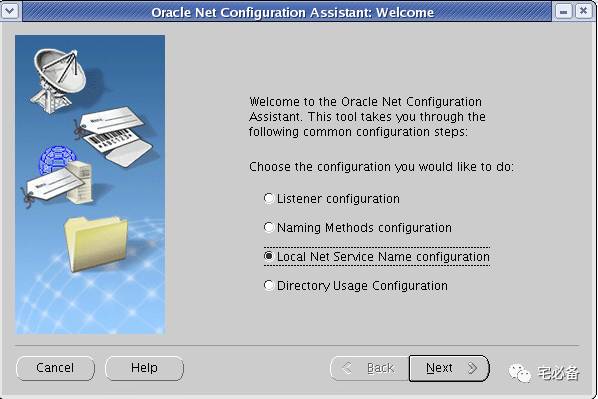 Oracle Net Configuration Assistant: Welcome
Welcome to the Oracle Net Configuration
Assistant. This tool takes you through the
following common configuration steps:
Choose the configuration you would like to do:
Listener configuration
Naming Methods configuration
Local Net Service Name configuration
Directory Usage Configuration
Cancel
Help
Back
Next
宅必备